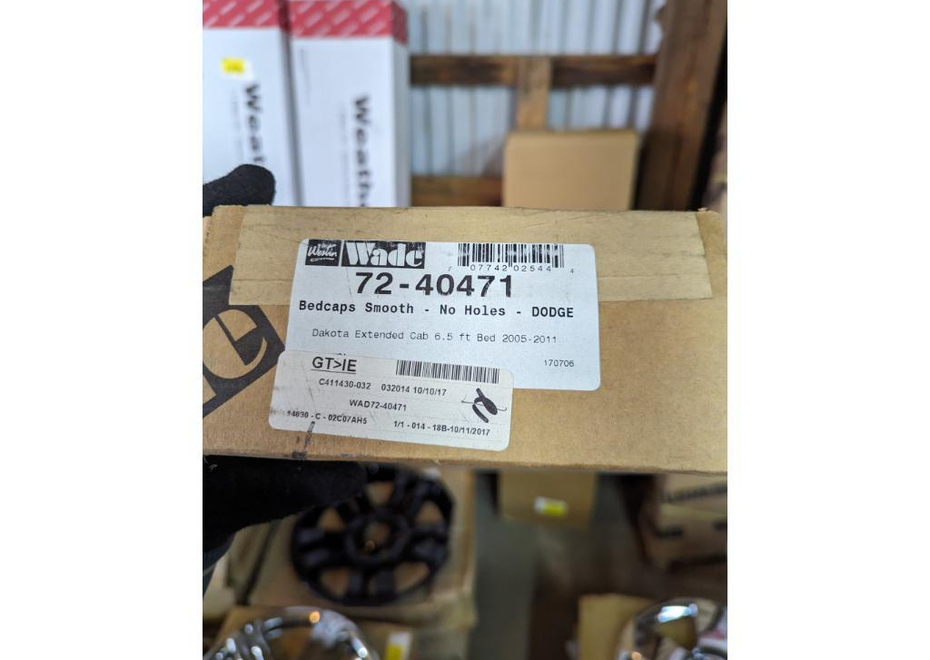 Weat
Weath
Westin
Wade
7 07742 02544 4
72-40471
Bedcaps Smooth - No Holes - DODGE
Dakota Extended Cab 6.5 ft Bed 2005-2011
170706
GT>IE
C411430-032 032014 10/10/17
WAD72-40471
14030 - C - 02C07AH5 1/1 - 014 - 18B-10/11/2017